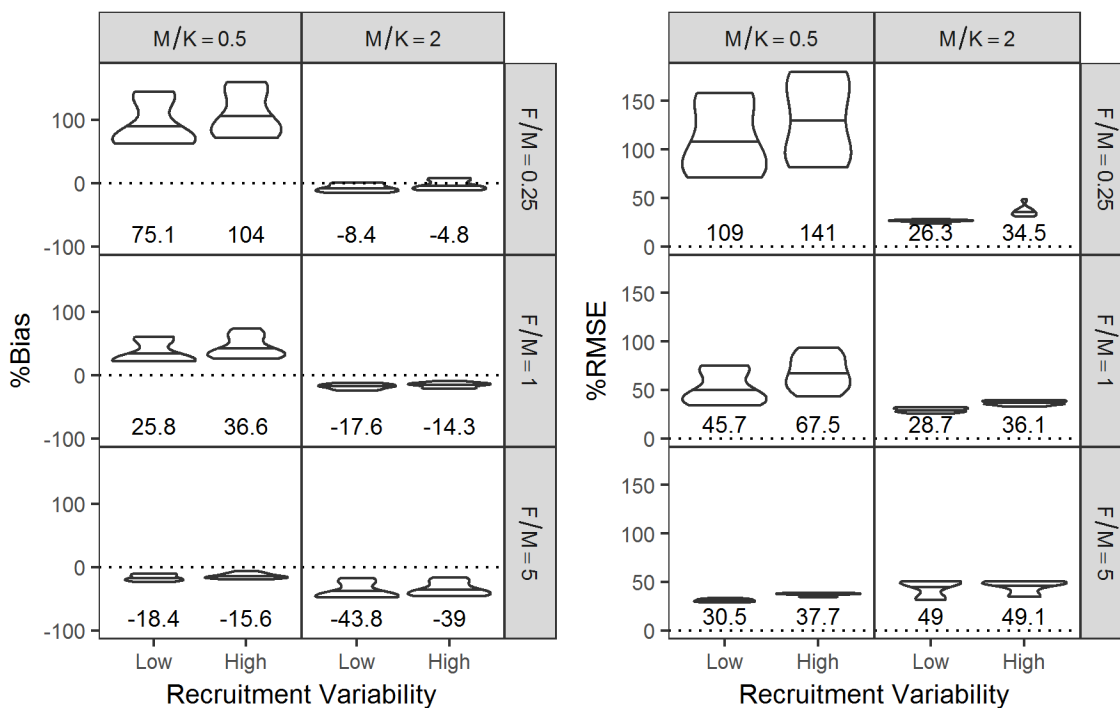 M/K = 0.5 M/K = 2
%Bias
100
0
-100
75.1 104 -8.4 -4.8
F/M = 0.25
100
0
-100
25.8 36.6 -17.6 -14.3
F/M = 1
100
0
-100
-18.4 -15.6 -43.8 -39
F/M = 5
Low High Low High
Recruitment Variability
M/K = 0.5 M/K = 2
%RMSE
150
100
50
0
109 141 26.3 34.5
F/M = 0.25
150
100
50
0
45.7 67.5 28.7 36.1
F/M = 1
150
100
50
0
30.5 37.7 49 49.1
F/M = 5
Low High Low High
Recruitment Variability